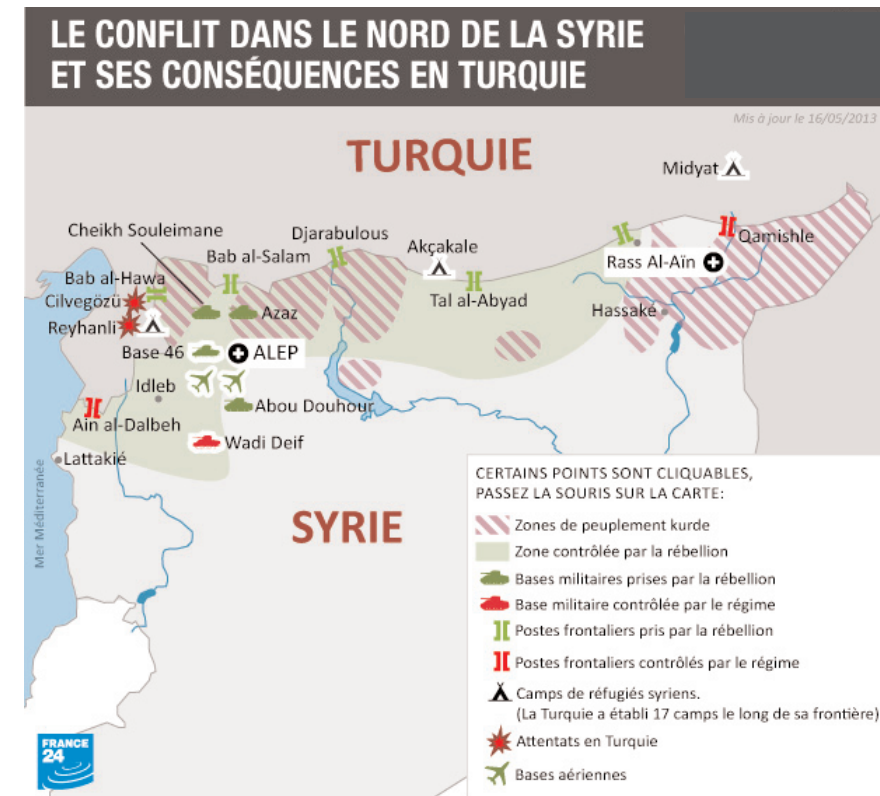 LE CONFLIT DANS LE NORD DE LA SYRIE
ET SES CONSÉQUENCES EN TURQUIE
Mis à jour le 16/05/2013
TURQUIE
Midyat
Cheikh Souleimane
Djarabulous
Bab al-Salam
Akçakale
Qamishle
Rass Al-Aïn
Bab al-Hawa
Cilvegözü
Reyhanli
Azaz
Tal al-Abyad
Hassaké
Base 46
ALEP
Idleb
Abou Douhour
Ain al-Dalbeh
Wadi Deif
Lattakié
Mer Méditerranée
SYRIE
CERTAINS POINTS SONT CLIQUABLES,
PASSEZ LA SOURIS SUR LA CARTE:
Zones de peuplement kurde
Zone contrôlée par la rébellion
Bases militaires prises par la rébellion
Base militaire contrôlée par le régime
Postes frontaliers pris par la rébellion
Postes frontaliers contrôlés par le régime
Camps de réfugiés syriens.
(La Turquie a établi 17 camps le long de sa frontière)
Attentats en Turquie
Bases aériennes
FRANCE
24